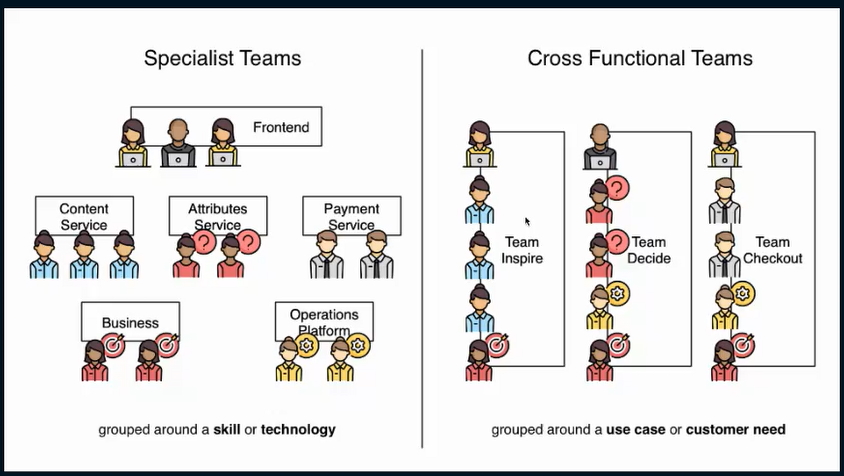 Specialist Teams
Frontend
Content
Service
Attributes
Service
Payment
Service
Business
Operations
Platform
grouped around a skill or technology
Cross Functional Teams
Team
Inspire
Team
Decide
Team
Checkout
grouped around a use case or customer need